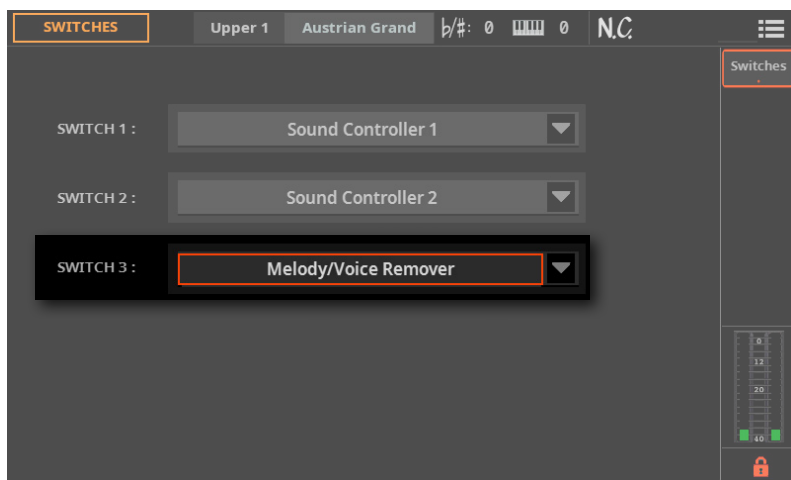 SWITCHES Upper 1 Austrian Grand ♭/#: 0 0 N.C.
Switches
SWITCH 1 : Sound Controller 1
SWITCH 2 : Sound Controller 2
SWITCH 3 : Melody/Voice Remover
0
12
20
40